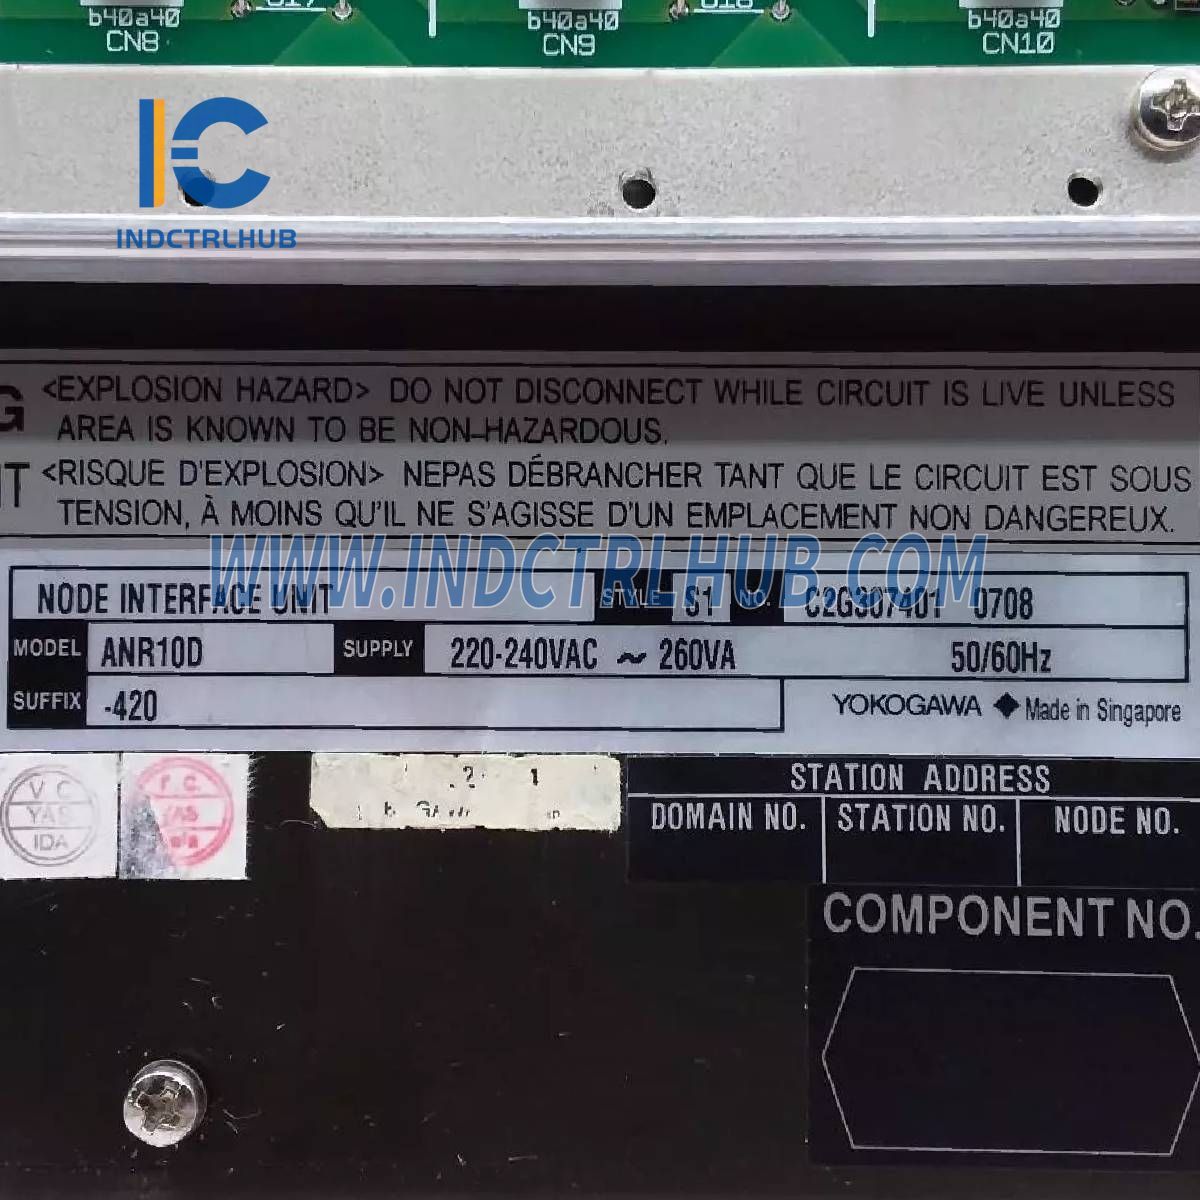 b40a40
CN8
b40a40
CN9
b40a40
CN10
INDCTRLHUB
<EXPLOSION HAZARD> DO NOT DISCONNECT WHILE CIRCUIT IS LIVE UNLESS
AREA IS KNOWN TO BE NON-HAZARDOUS.
<RISQUE D'EXPLOSION> NEPAS DÉBRANCHER TANT QUE LE CIRCUIT EST SOUS
TENSION, À MOINS QU'IL NE S'AGISSE D'UN EMPLACEMENT NON DANGEREUX.
WWW.INDCTRLHUB.COM
NODE INTERFACE UNIT STYLE S1 NO. C2G307401 0708
MODEL ANR10D SUPPLY 220-240VAC ~ 260VA 50/60Hz
SUFFIX -420
YOKOGAWA ◆ Made in Singapore
STATION ADDRESS
DOMAIN NO. STATION NO. NODE NO.
COMPONENT NO.